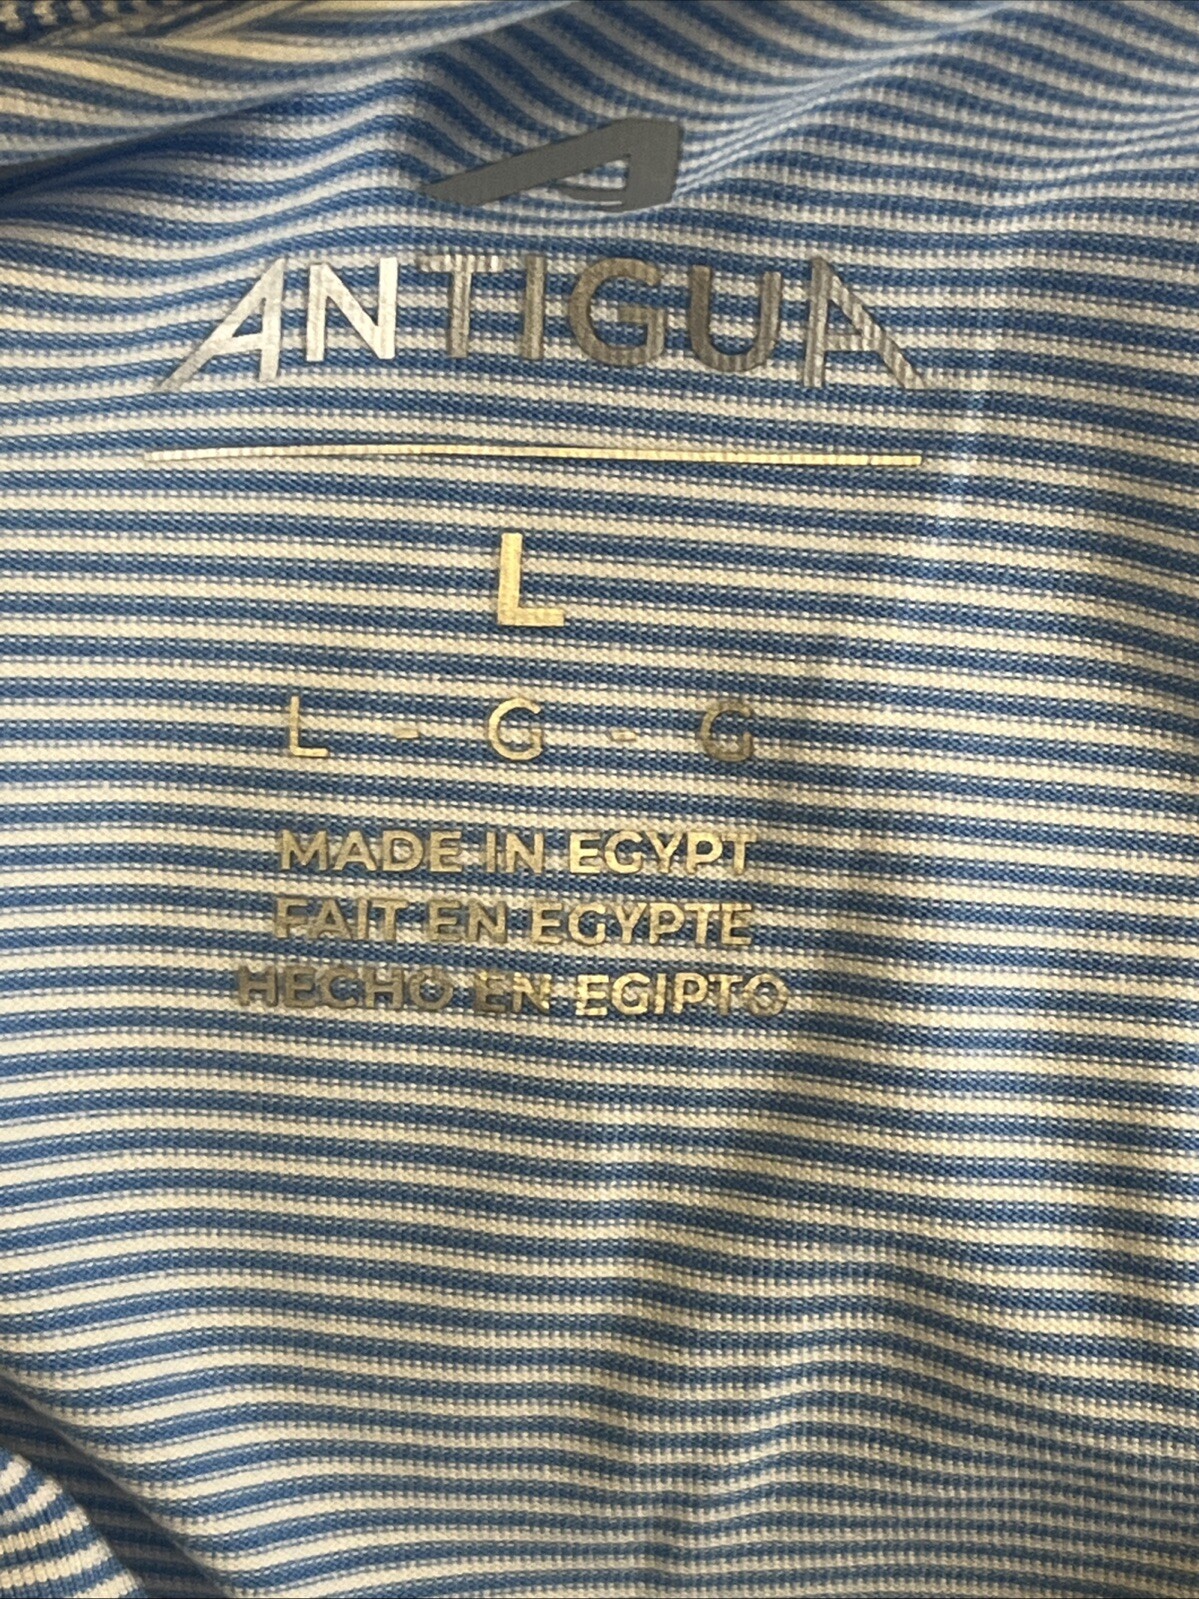 ANTIGUA
L
L - G - G
MADE IN EGYPT
FAIT EN EGYPTE
HECHO EN EGIPTO